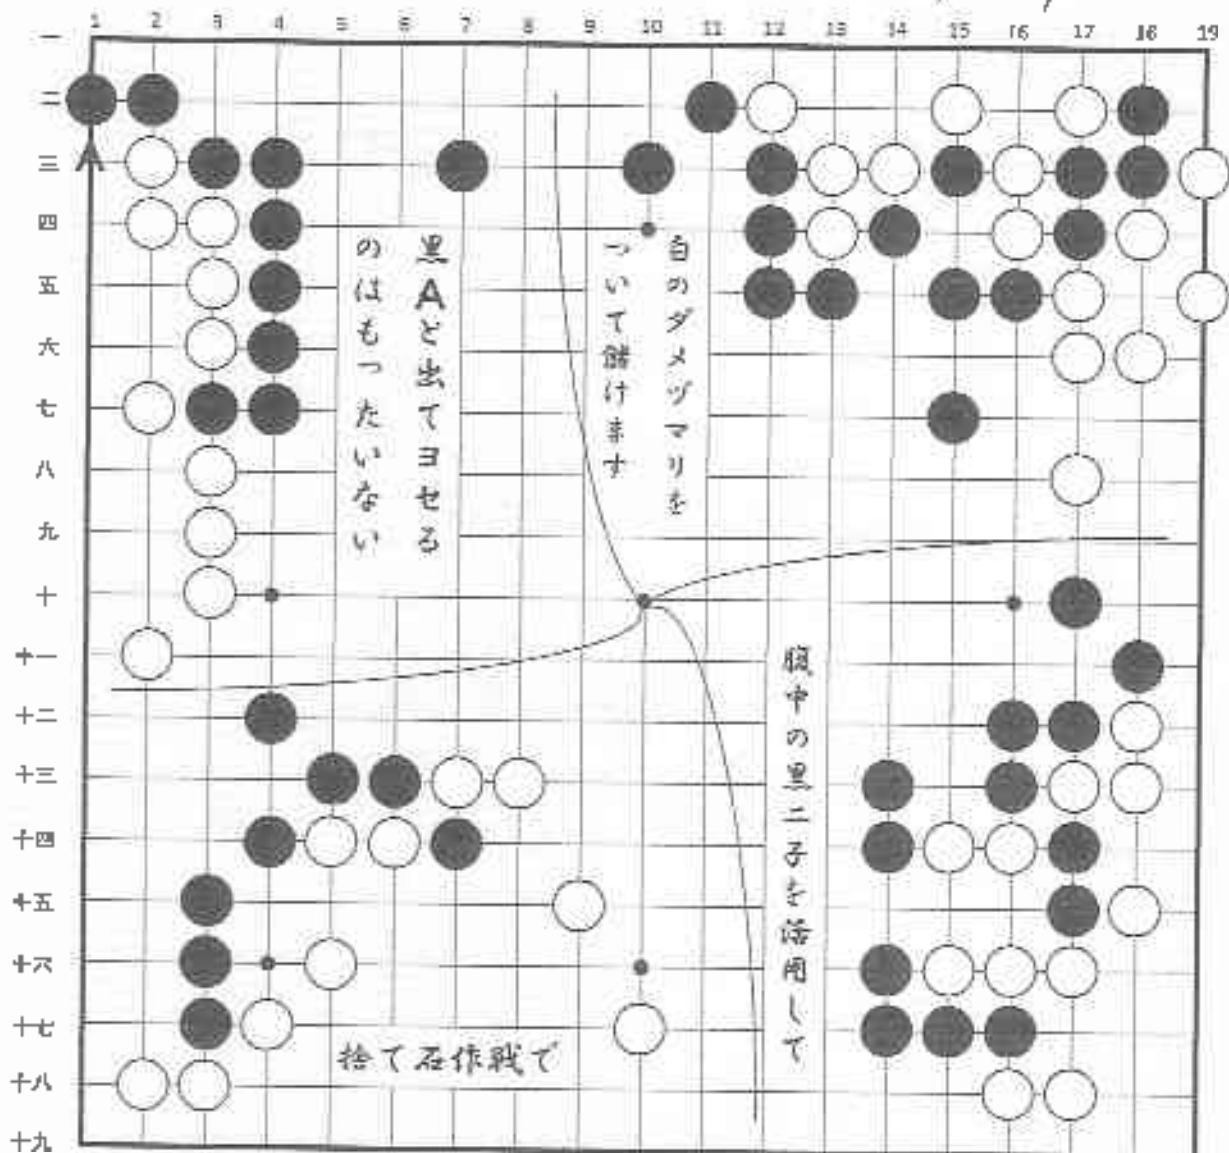 1 2 3 4 5 6 7 8 9 10 11 12 13 14 15 16 17 18 19
一
二
三
四
五
六
七
八
九
十
十一
十二
十三
十四
十五
十六
十七
十八
十九
A
白のダメヅマリを
ついて儲けます
黒Aと出てヨセる
のはもったいない
腹中の黒二子を活用して
捨て石作戦で